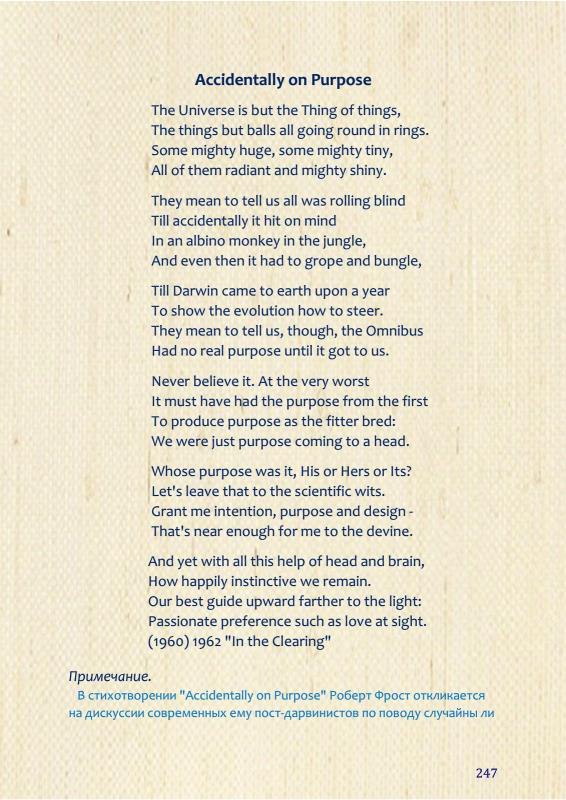 Accidentally on Purpose
The Universe is but the Thing of things,
The things but balls all going round in rings.
Some mighty huge, some mighty tiny,
All of them radiant and mighty shiny.
They mean to tell us all was rolling blind
Till accidentally it hit on mind
In an albino monkey in the jungle,
And even then it had to grope and bungle,
Till Darwin came to earth upon a year
To show the evolution how to steer.
They mean to tell us, though, the Omnibus
Had no real purpose until it got to us.
Never believe it. At the very worst
It must have had the purpose from the first
To produce purpose as the fitter bred:
We were just purpose coming to a head.
Whose purpose was it, His or Hers or Its?
Let's leave that to the scientific wits.
Grant me intention, purpose and design -
That's near enough for me to the devine.
And yet with all this help of head and brain,
How happily instinctive we remain.
Our best guide upward farther to the light:
Passionate preference such as love at sight.
(1960) 1962 "In the Clearing"
Примечание.
В стихотворении "Accidentally on Purpose" Роберт Фрост откликается
на дискуссии современных ему пост-дарвинистов по поводу случайны ли
247